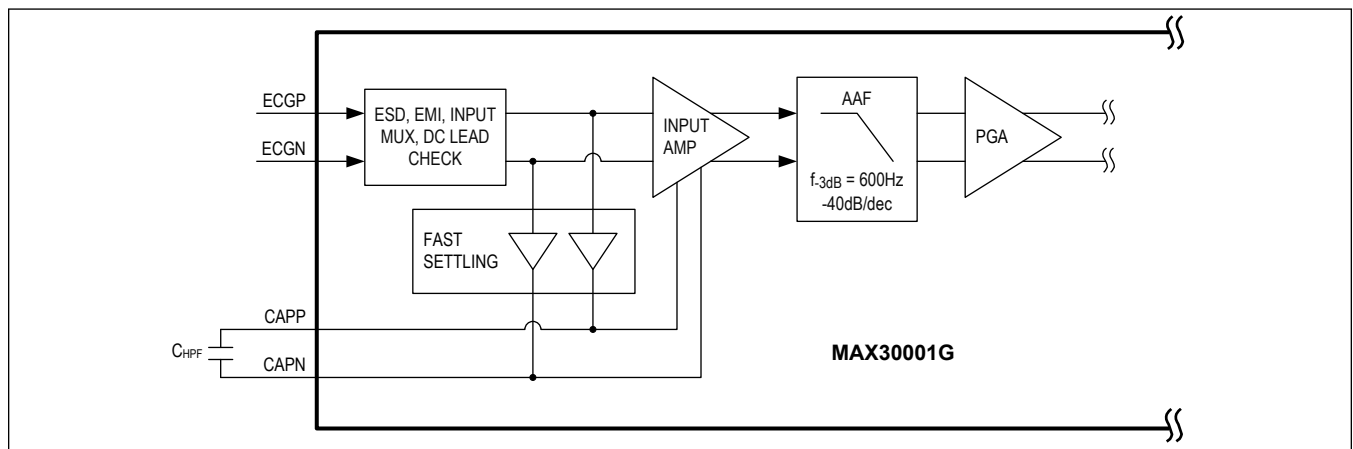 ECGP
ECGN
ESD, EMI, INPUT
MUX, DC LEAD
CHECK
INPUT
AMP
AAF
f-3dB = 600Hz
-40dB/dec
PGA
FAST
SETTLING
CAPP
CHPF
CAPN
MAX30001G